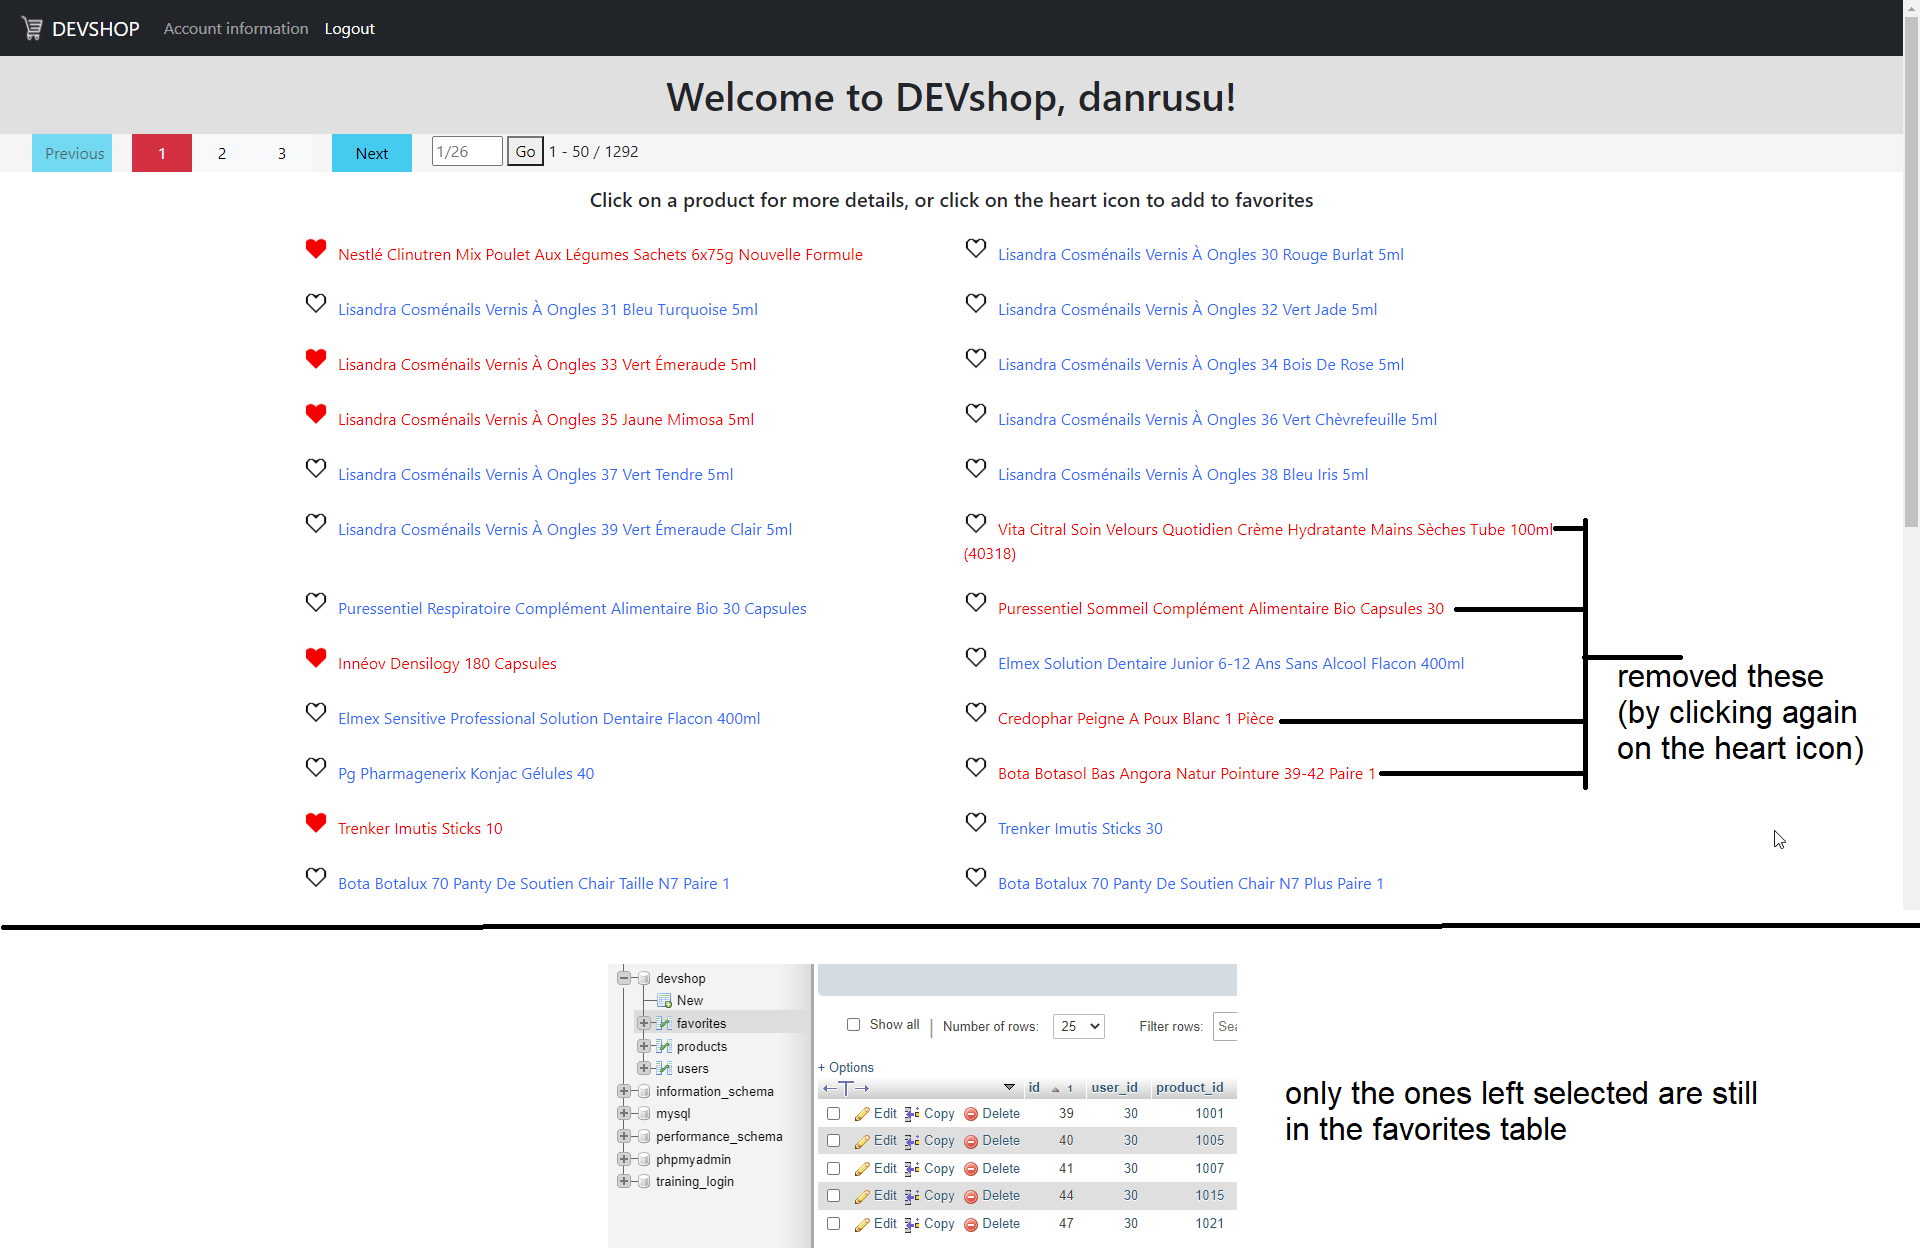 DEVSHOP Account information Logout
Welcome to DEVshop, danrusu!
Previous 1 2 3 Next 1/26 Go 1 - 50 / 1292
Click on a product for more details, or click on the heart icon to add to favorites
Nestlé Clinutren Mix Poulet Aux Légumes Sachets 6x75g Nouvelle Formule
Lisandra Cosménails Vernis À Ongles 30 Rouge Burlat 5ml
Lisandra Cosménails Vernis À Ongles 31 Bleu Turquoise 5ml
Lisandra Cosménails Vernis À Ongles 32 Vert Jade 5ml
Lisandra Cosménails Vernis À Ongles 33 Vert Émeraude 5ml
Lisandra Cosménails Vernis À Ongles 34 Bois De Rose 5ml
Lisandra Cosménails Vernis À Ongles 35 Jaune Mimosa 5ml
Lisandra Cosménails Vernis À Ongles 36 Vert Chèvrefeuille 5ml
Lisandra Cosménails Vernis À Ongles 37 Vert Tendre 5ml
Lisandra Cosménails Vernis À Ongles 38 Bleu Iris 5ml
Lisandra Cosménails Vernis À Ongles 39 Vert Émeraude Clair 5ml
Vita Citral Soin Velours Quotidien Crème Hydratante Mains Sèches Tube 100ml
(40318)
Puressentiel Respiratoire Complément Alimentaire Bio 30 Capsules
Puressentiel Sommeil Complément Alimentaire Bio Capsules 30
Innéov Densilogy 180 Capsules
Elmex Solution Dentaire Junior 6-12 Ans Sans Alcool Flacon 400ml
Elmex Sensitive Professional Solution Dentaire Flacon 400ml
Credophar Peigne A Poux Blanc 1 Pièce
Pg Pharmagenerix Konjac Gélules 40
Bota Botasol Bas Angora Natur Pointure 39-42 Paire 1
Trenker Imutis Sticks 10
Trenker Imutis Sticks 30
Bota Botalux 70 Panty De Soutien Chair Taille N7 Paire 1
Bota Botalux 70 Panty De Soutien Chair N7 Plus Paire 1
removed these
(by clicking again
on the heart icon)
devshop
New
favorites
products
users
information_schema
mysql
performance_schema
phpmyadmin
training_login
Show all Number of rows: 25 Filter rows: Sea
+ Options
id 1 user_id product_id
Edit Copy Delete 39 30 1001
Edit Copy Delete 40 30 1005
Edit Copy Delete 41 30 1007
Edit Copy Delete 44 30 1015
Edit Copy Delete 47 30 1021
only the ones left selected are still
in the favorites table